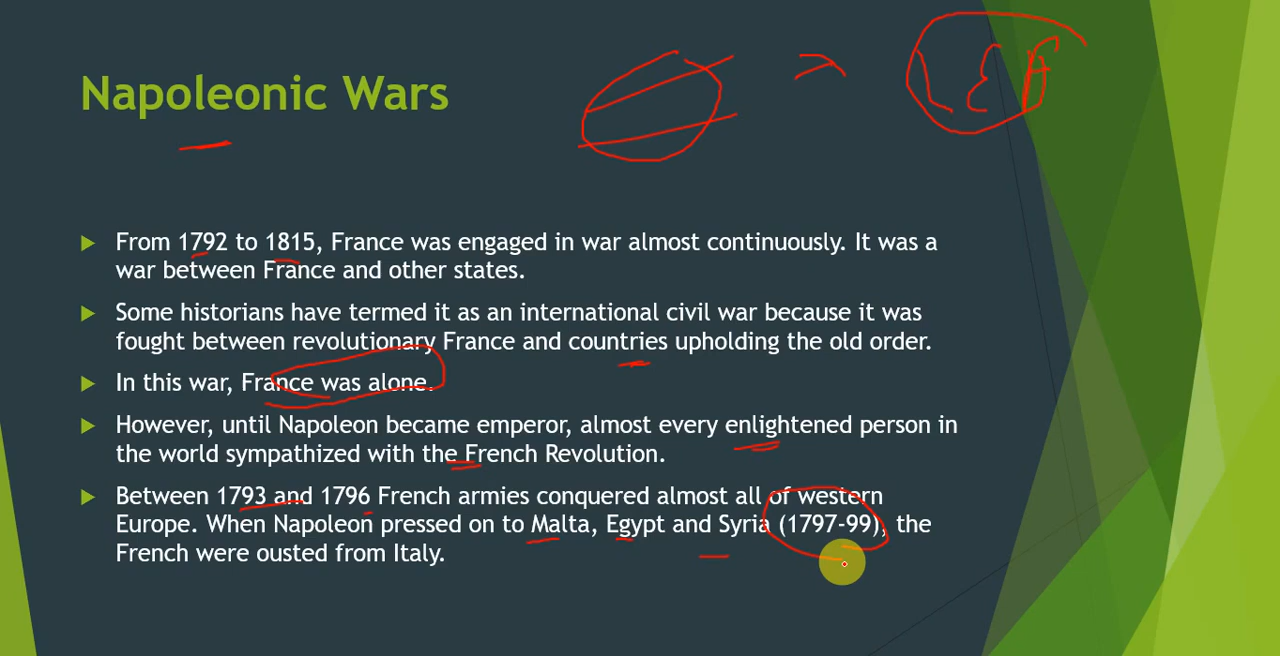 Napoleonic Wars
From 1792 to 1815, France was engaged in war almost continuously. It was a
war between France and other states.
Some historians have termed it as an international civil war because it was
fought between revolutionary France and countries upholding the old order.
In this war, France was alone.
However, until Napoleon became emperor, almost every enlightened person in
the world sympathized with the French Revolution.
Between 1793 and 1796 French armies conquered almost all of western
Europe. When Napoleon pressed on to Malta, Egypt and Syria (1797-99), the
French were ousted from Italy.